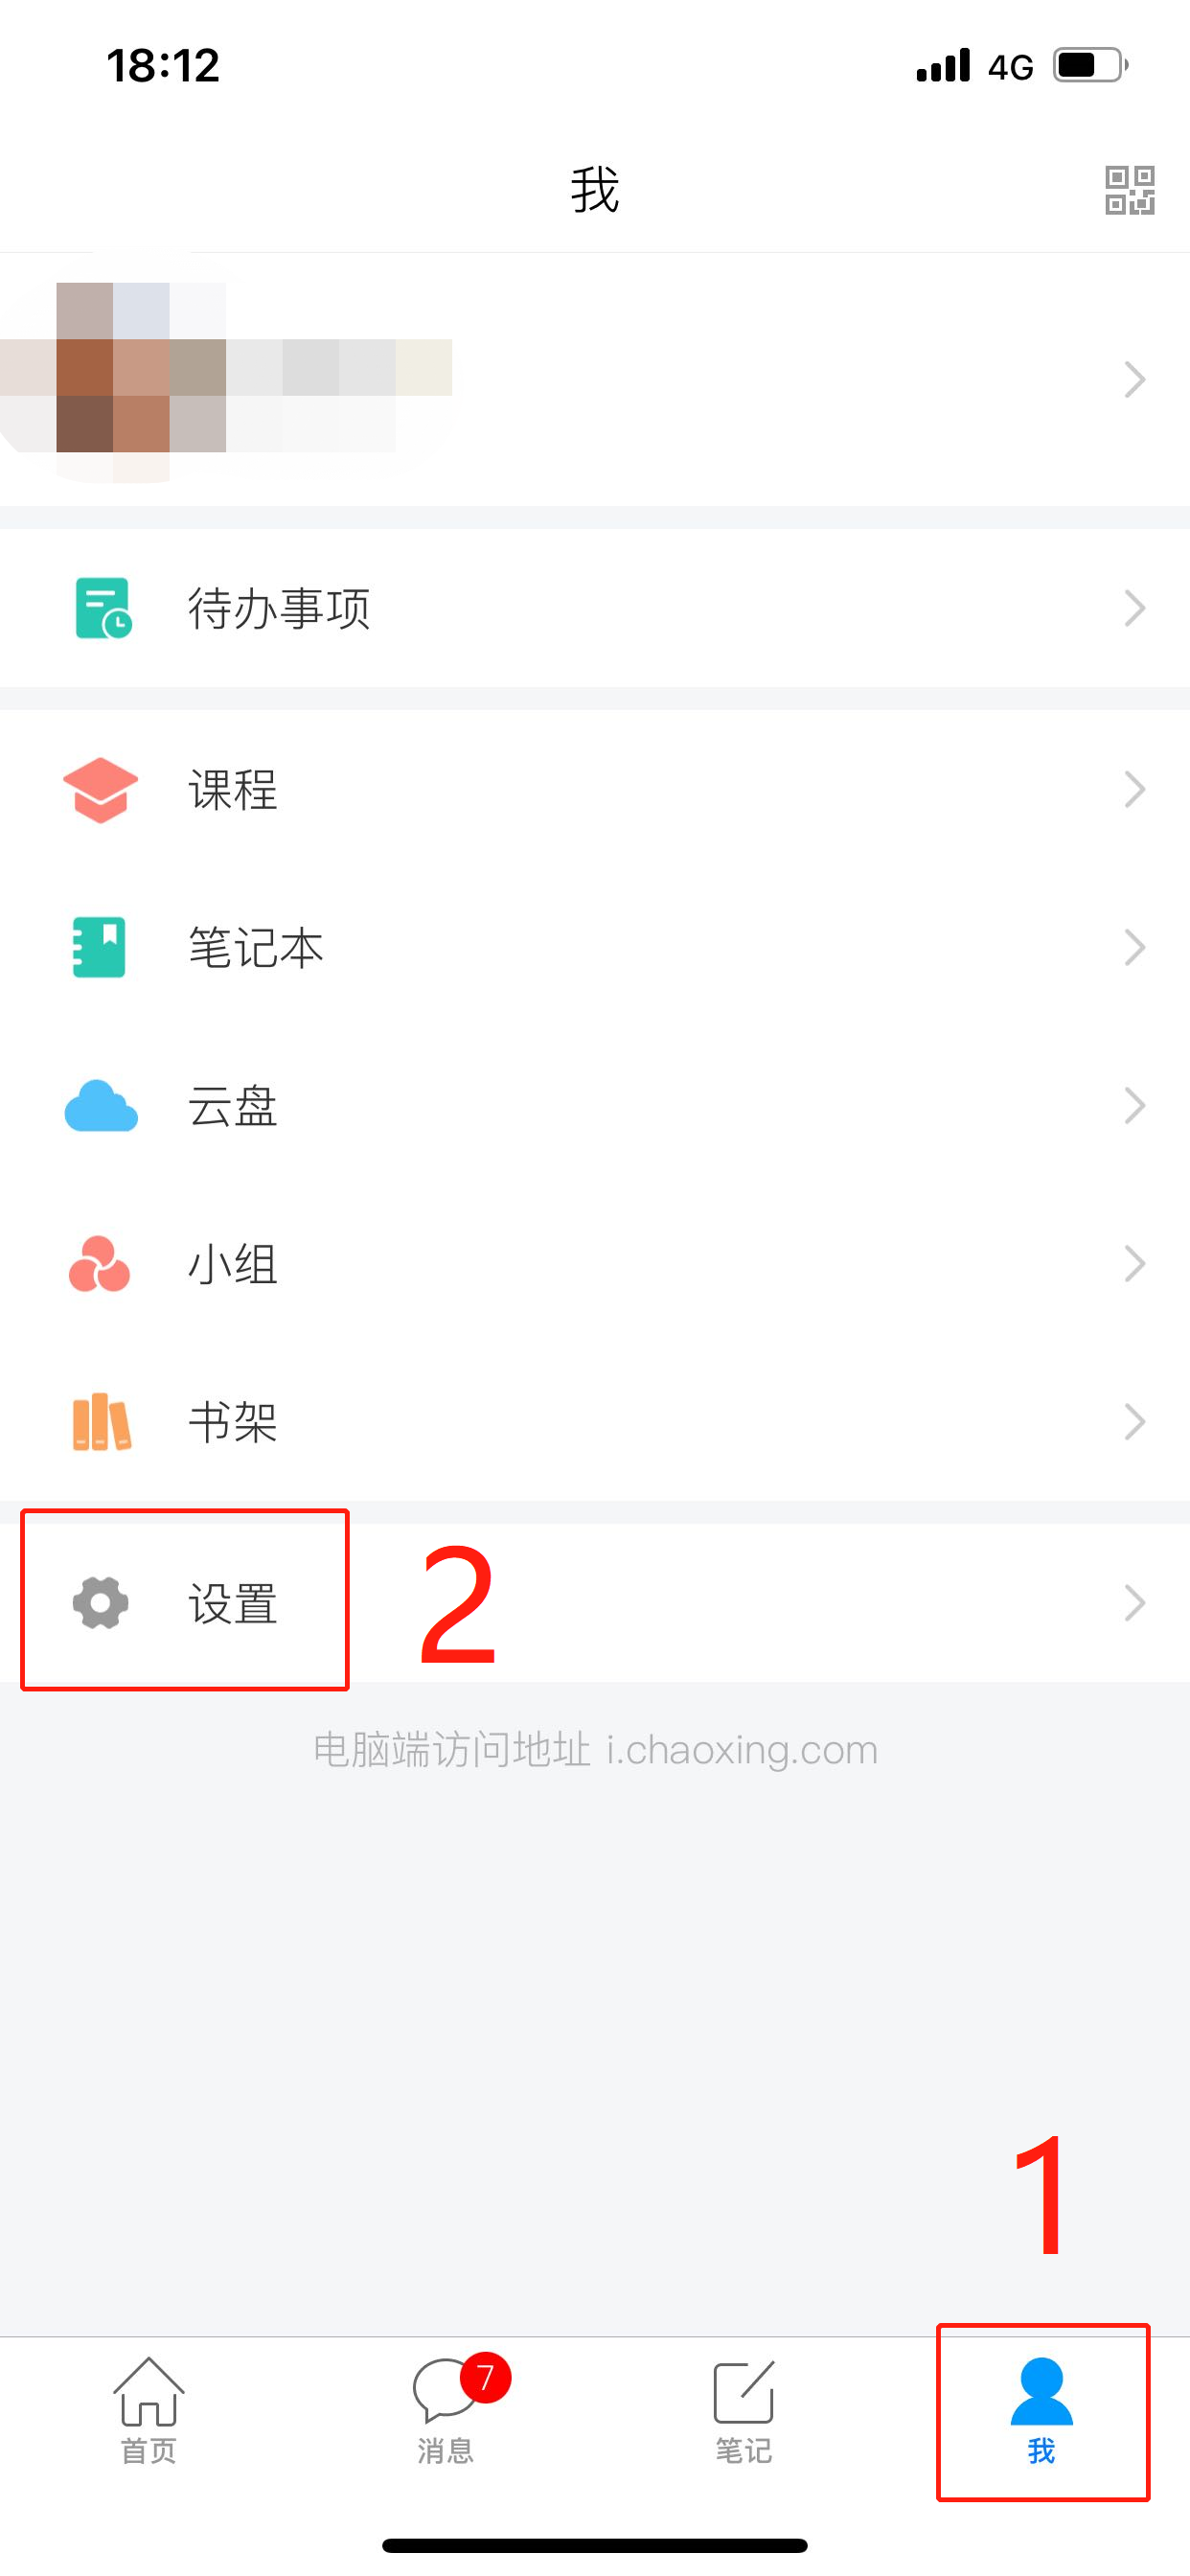 18:12 4G
我
待办事项
课程
笔记本
云盘
小组
书架
设置 2
电脑端访问地址 i.chaoxing.com
1
7
首页 消息 笔记 我